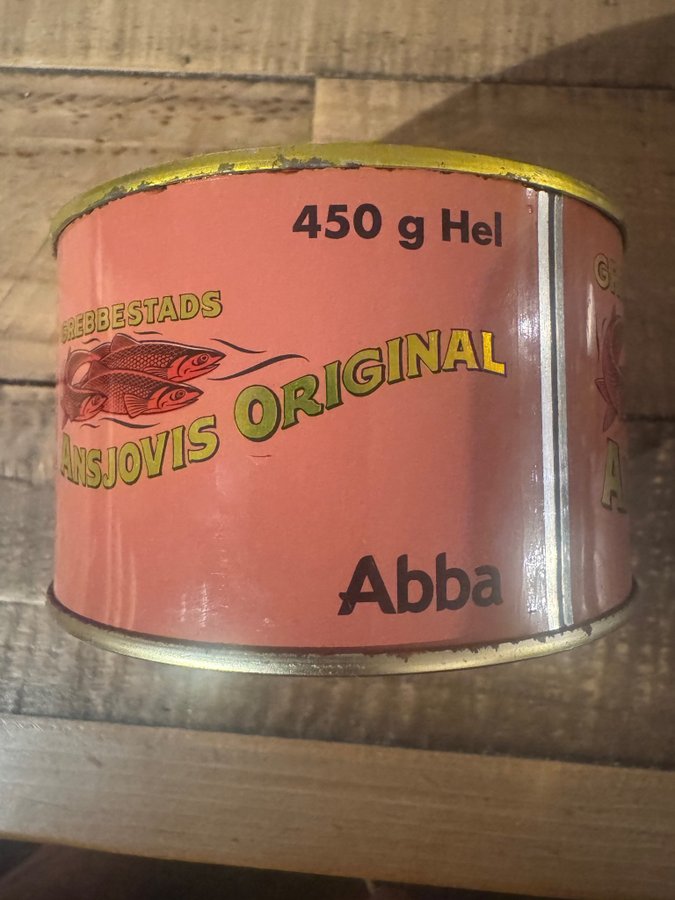 450 g Hel
GREBBESTADS
ANSJOVIS ORIGINAL
Abba